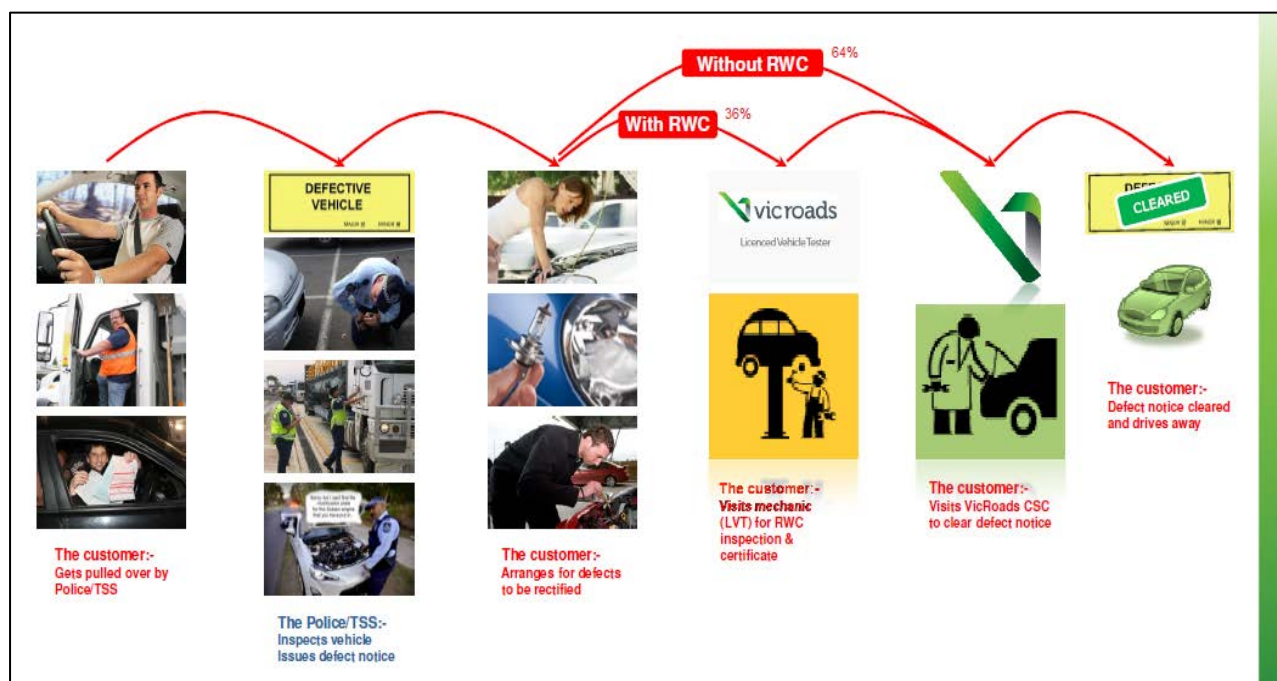 Without RWC
64%
With RWC
36%
DEFECTIVE
VEHICLE
MAJOR
MINOR
vicroads
Licenced Vehicle Tester
CLEARED
MINOR
The customer:-
Gets pulled over by
Police/TSS
The Police/TSS:-
Inspects vehicle
Issues defect notice
The customer:-
Arranges for defects
to be rectified
The customer:-
Visits mechanic
(LVT) for RWC
inspection &
certificate
The customer:-
Visits VicRoads CSC
to clear defect notice
The customer:-
Defect notice cleared
and drives away